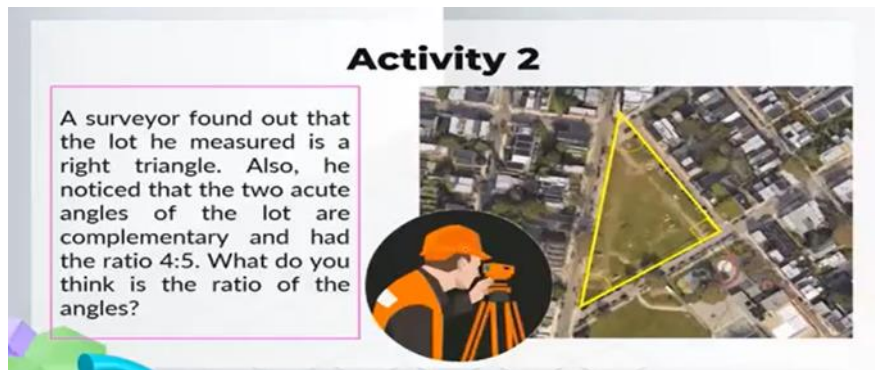 Activity 2
A surveyor found out that
the lot he measured is a
right triangle. Also, he
noticed that the two acute
angles of the lot are
complementary and had
the ratio 4:5. What do you
think is the ratio of the
angles?